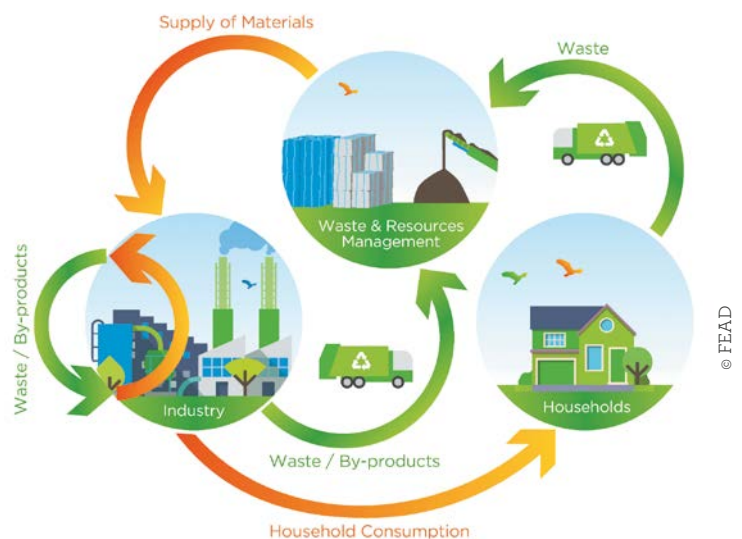 Supply of Materials
Waste
Waste & Resources
Management
Waste / By-products
Industry
Households
Waste / By-products
Household Consumption
© FEAD